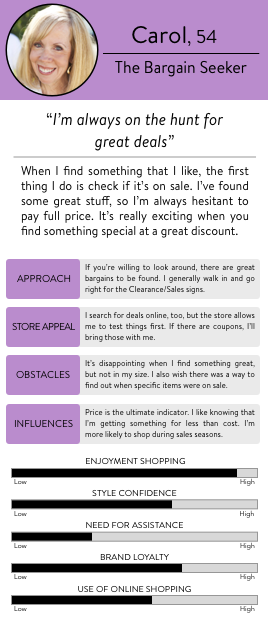 Carol, 54
The Bargain Seeker
“I’m always on the hunt for
great deals”
When I find something that I like, the first
thing I do is check if it’s on sale. I’ve found
some great stuff, so I’m always hesitant to
pay full price. It’s really exciting when you
find something special at a great discount.
APPROACH
If you’re willing to look around, there are great
bargains to be found. I generally walk in and go
right for the Clearance/Sales signs.
STORE APPEAL
I search for deals online, too, but the store allows
me to test things first. If there are coupons, I’ll
bring those with me.
OBSTACLES
It’s disappointing when I find something great,
but not in my size. I also wish there was a way to
find out when specific items were on sale.
INFLUENCES
Price is the ultimate indicator. I like knowing that
I’m getting something for less than cost. I’m
more likely to shop during sales seasons.
ENJOYMENT SHOPPING
Low High
STYLE CONFIDENCE
Low High
NEED FOR ASSISTANCE
Low High
BRAND LOYALTY
Low High
USE OF ONLINE SHOPPING
Low High